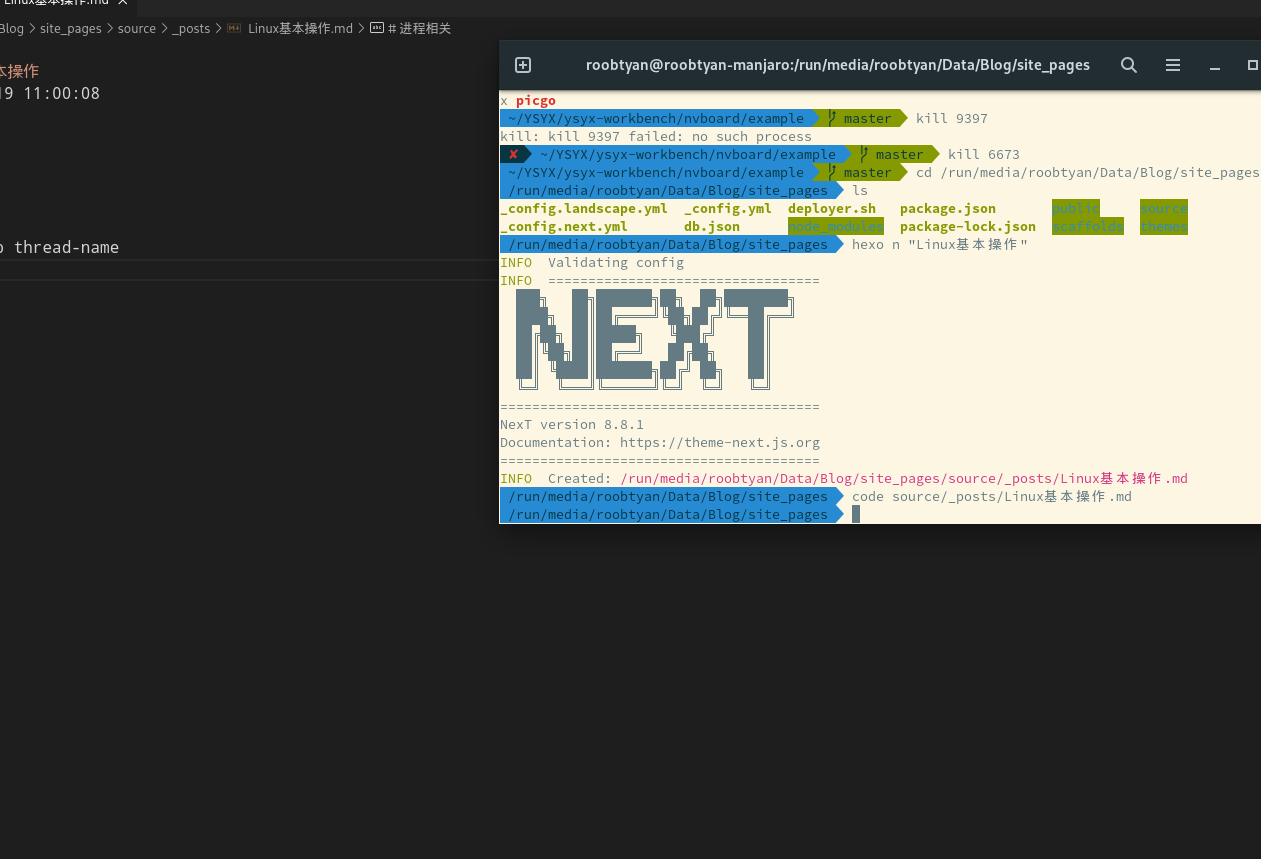 Linux基本操作.md ×
Blog > site_pages > source > _posts > Linux基本操作.md > # 进程相关
本操作
19 11:00:08
thread-name
roobtyan@roobtyan-manjaro:/run/media/roobtyan/Data/Blog/site_pages
x picgo
~/YSYX/ysyx-workbench/nvboard/example master kill 9397
kill: kill 9397 failed: no such process
✘ ~/YSYX/ysyx-workbench/nvboard/example master kill 6673
~/YSYX/ysyx-workbench/nvboard/example master cd /run/media/roobtyan/Data/Blog/site_pages
/run/media/roobtyan/Data/Blog/site_pages ls
_config.landscape.yml _config.yml deployer.sh package.json public source
_config.next.yml db.json node_modules package-lock.json scaffolds themes
/run/media/roobtyan/Data/Blog/site_pages hexo n "Linux基本操作"
INFO Validating config
INFO ==================================
NEXT
========================================
NexT version 8.8.1
Documentation: https://theme-next.js.org
========================================
INFO Created: /run/media/roobtyan/Data/Blog/site_pages/source/_posts/Linux基本操作.md
/run/media/roobtyan/Data/Blog/site_pages code source/_posts/Linux基本操作.md
/run/media/roobtyan/Data/Blog/site_pages